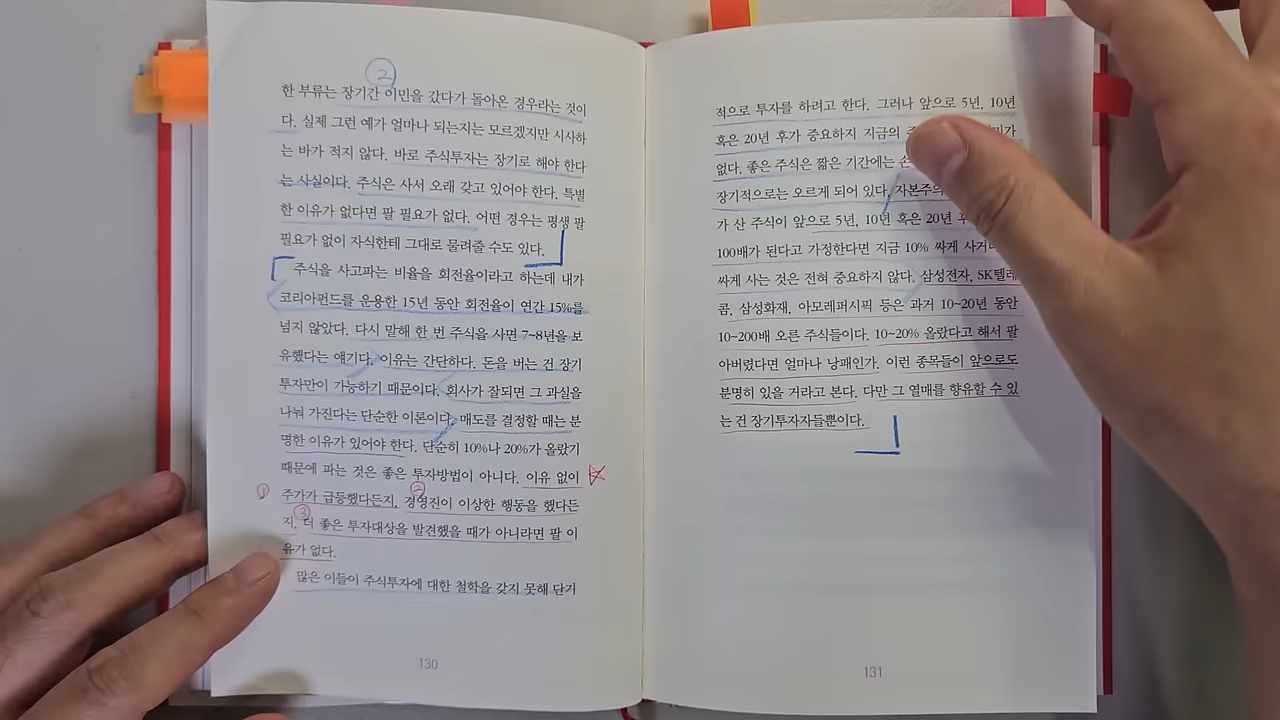 ②
한 부류는 장기간 이민을 갔다가 돌아온 경우라는 것이
다. 실제 그런 예가 얼마나 되는지는 모르겠지만 시사하
는 바가 적지 않다. 바로 주식투자는 장기로 해야 한다
는 사실이다. 주식은 사서 오래 갖고 있어야 한다. 특별
한 이유가 없다면 팔 필요가 없다. 어떤 경우는 평생 팔
필요가 없이 자식한테 그대로 물려줄 수도 있다.
주식을 사고파는 비율을 회전율이라고 하는데 내가
코리아펀드를 운용한 15년 동안 회전율이 연간 15%를
넘지 않았다. 다시 말해 한 번 주식을 사면 7~8년을 보
유했다는 얘기다. 이유는 간단하다. 돈을 버는 건 장기
투자만이 가능하기 때문이다. 회사가 잘되면 그 과실을
나눠 가진다는 단순한 이론이다. 매도를 결정할 때는 분
명한 이유가 있어야 한다. 단순히 10%나 20%가 올랐기
때문에 파는 것은 좋은 투자방법이 아니다. 이유 없이
① ②
주가가 급등했다든지, 경영진이 이상한 행동을 했다든
③
지, 더 좋은 투자대상을 발견했을 때가 아니라면 팔 이
유가 없다.
많은 이들이 주식투자에 대한 철학을 갖지 못해 단기
130
적으로 투자를 하려고 한다. 그러나 앞으로 5년, 10년
혹은 20년 후가 중요하지 지금의
없다. 좋은 주식은 짧은 기간에는
장기적으로는 오르게 되어 있다.
가 산 주식이 앞으로 5년, 10년 혹은 20년
100배가 된다고 가정한다면 지금 10% 싸게
싸게 사는 것은 전혀 중요하지 않다. 삼성전자, SK텔레
콤, 삼성화재, 아모레퍼시픽 등은 과거 10~20년 동안
10~200배 오른 주식들이다. 10~20% 올랐다고 해서 팔
아버렸다면 얼마나 낭패인가. 이런 종목들이 앞으로도
분명히 있을 거라고 본다. 다만 그 열매를 향유할 수 있
는 건 장기투자자들뿐이다.
131